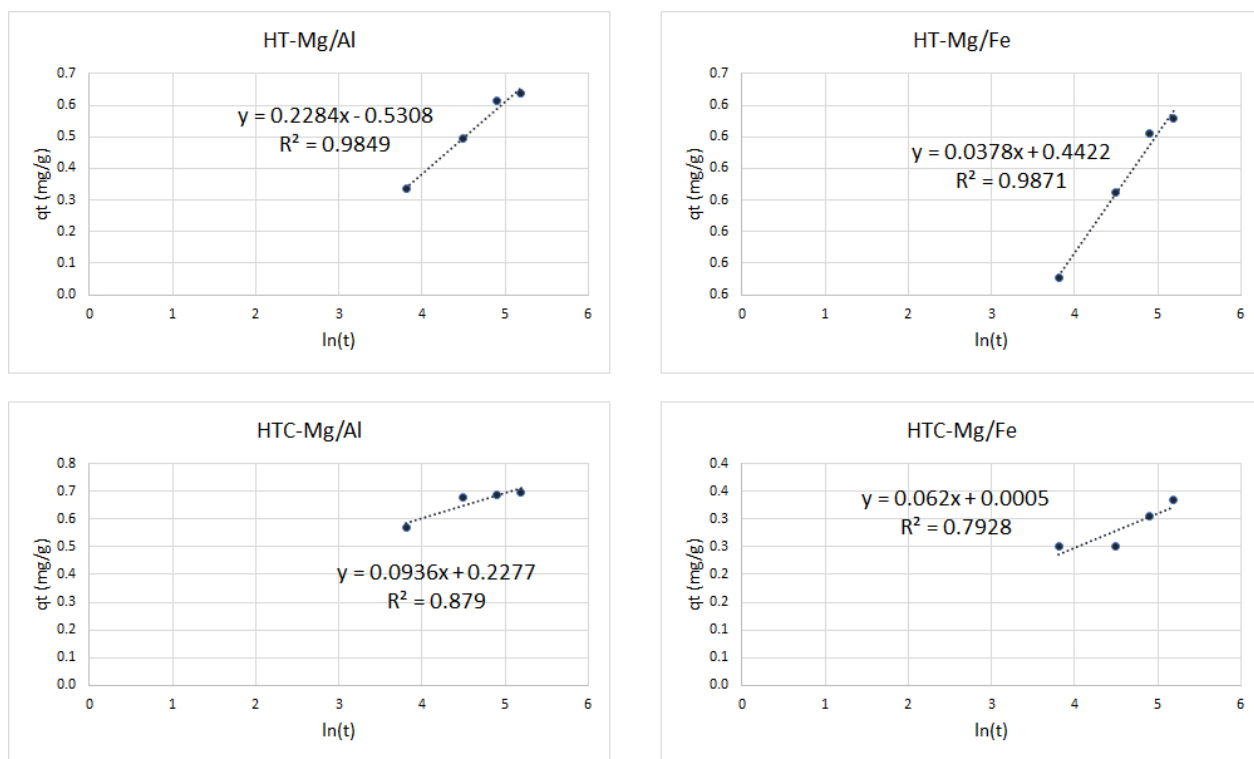 HT-Mg/Al
0.7
0.6
0.5
0.4
0.3
0.2
0.1
0.0
qt (mg/g)
y = 0.2284x - 0.5308
R² = 0.9849
0 1 2 3 4 5 6
ln(t)
HT-Mg/Fe
0.7
0.6
0.6
0.6
0.6
0.6
0.6
0.6
qt (mg/g)
y = 0.0378x + 0.4422
R² = 0.9871
0 1 2 3 4 5 6
ln(t)
HTC-Mg/Al
0.8
0.7
0.6
0.5
0.4
0.3
0.2
0.1
0.0
qt (mg/g)
y = 0.0936x + 0.2277
R² = 0.879
0 1 2 3 4 5 6
ln(t)
HTC-Mg/Fe
0.4
0.4
0.3
0.3
0.2
0.2
0.1
0.1
0.0
qt (mg/g)
y = 0.062x + 0.0005
R² = 0.7928
0 1 2 3 4 5 6
ln(t)